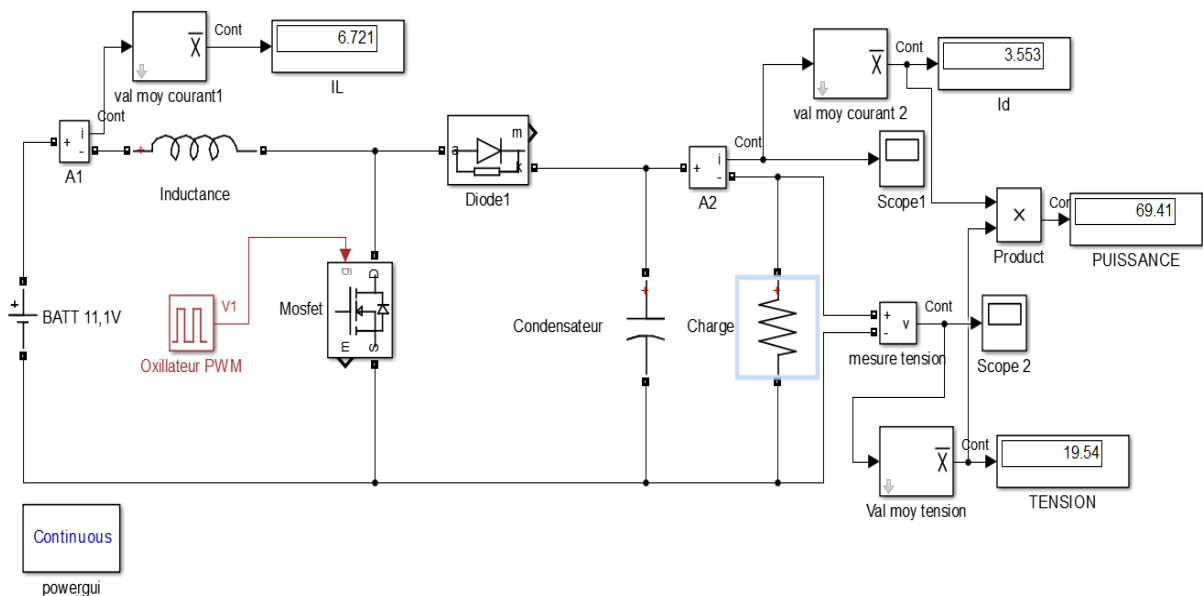 Cont
6.721
X
val moy courant1
IL
i
+
-
Cont
A1
+
Inductance
a
m
k
Diode1
Cont
3.553
X
val moy courant 2
Id
Cont
i
+
-
A2
Scope1
Cont
×
Cor
69.41
Product
PUISSANCE
g
D
Mosfet
m
S
V1
Oxillateur PWM
+
BATT 11,1V
+
Condensateur
+
Charge
+
-
v
Cont
mesure tension
Scope 2
X
Cont
19.54
Val moy tension
TENSION
Continuous
powergui